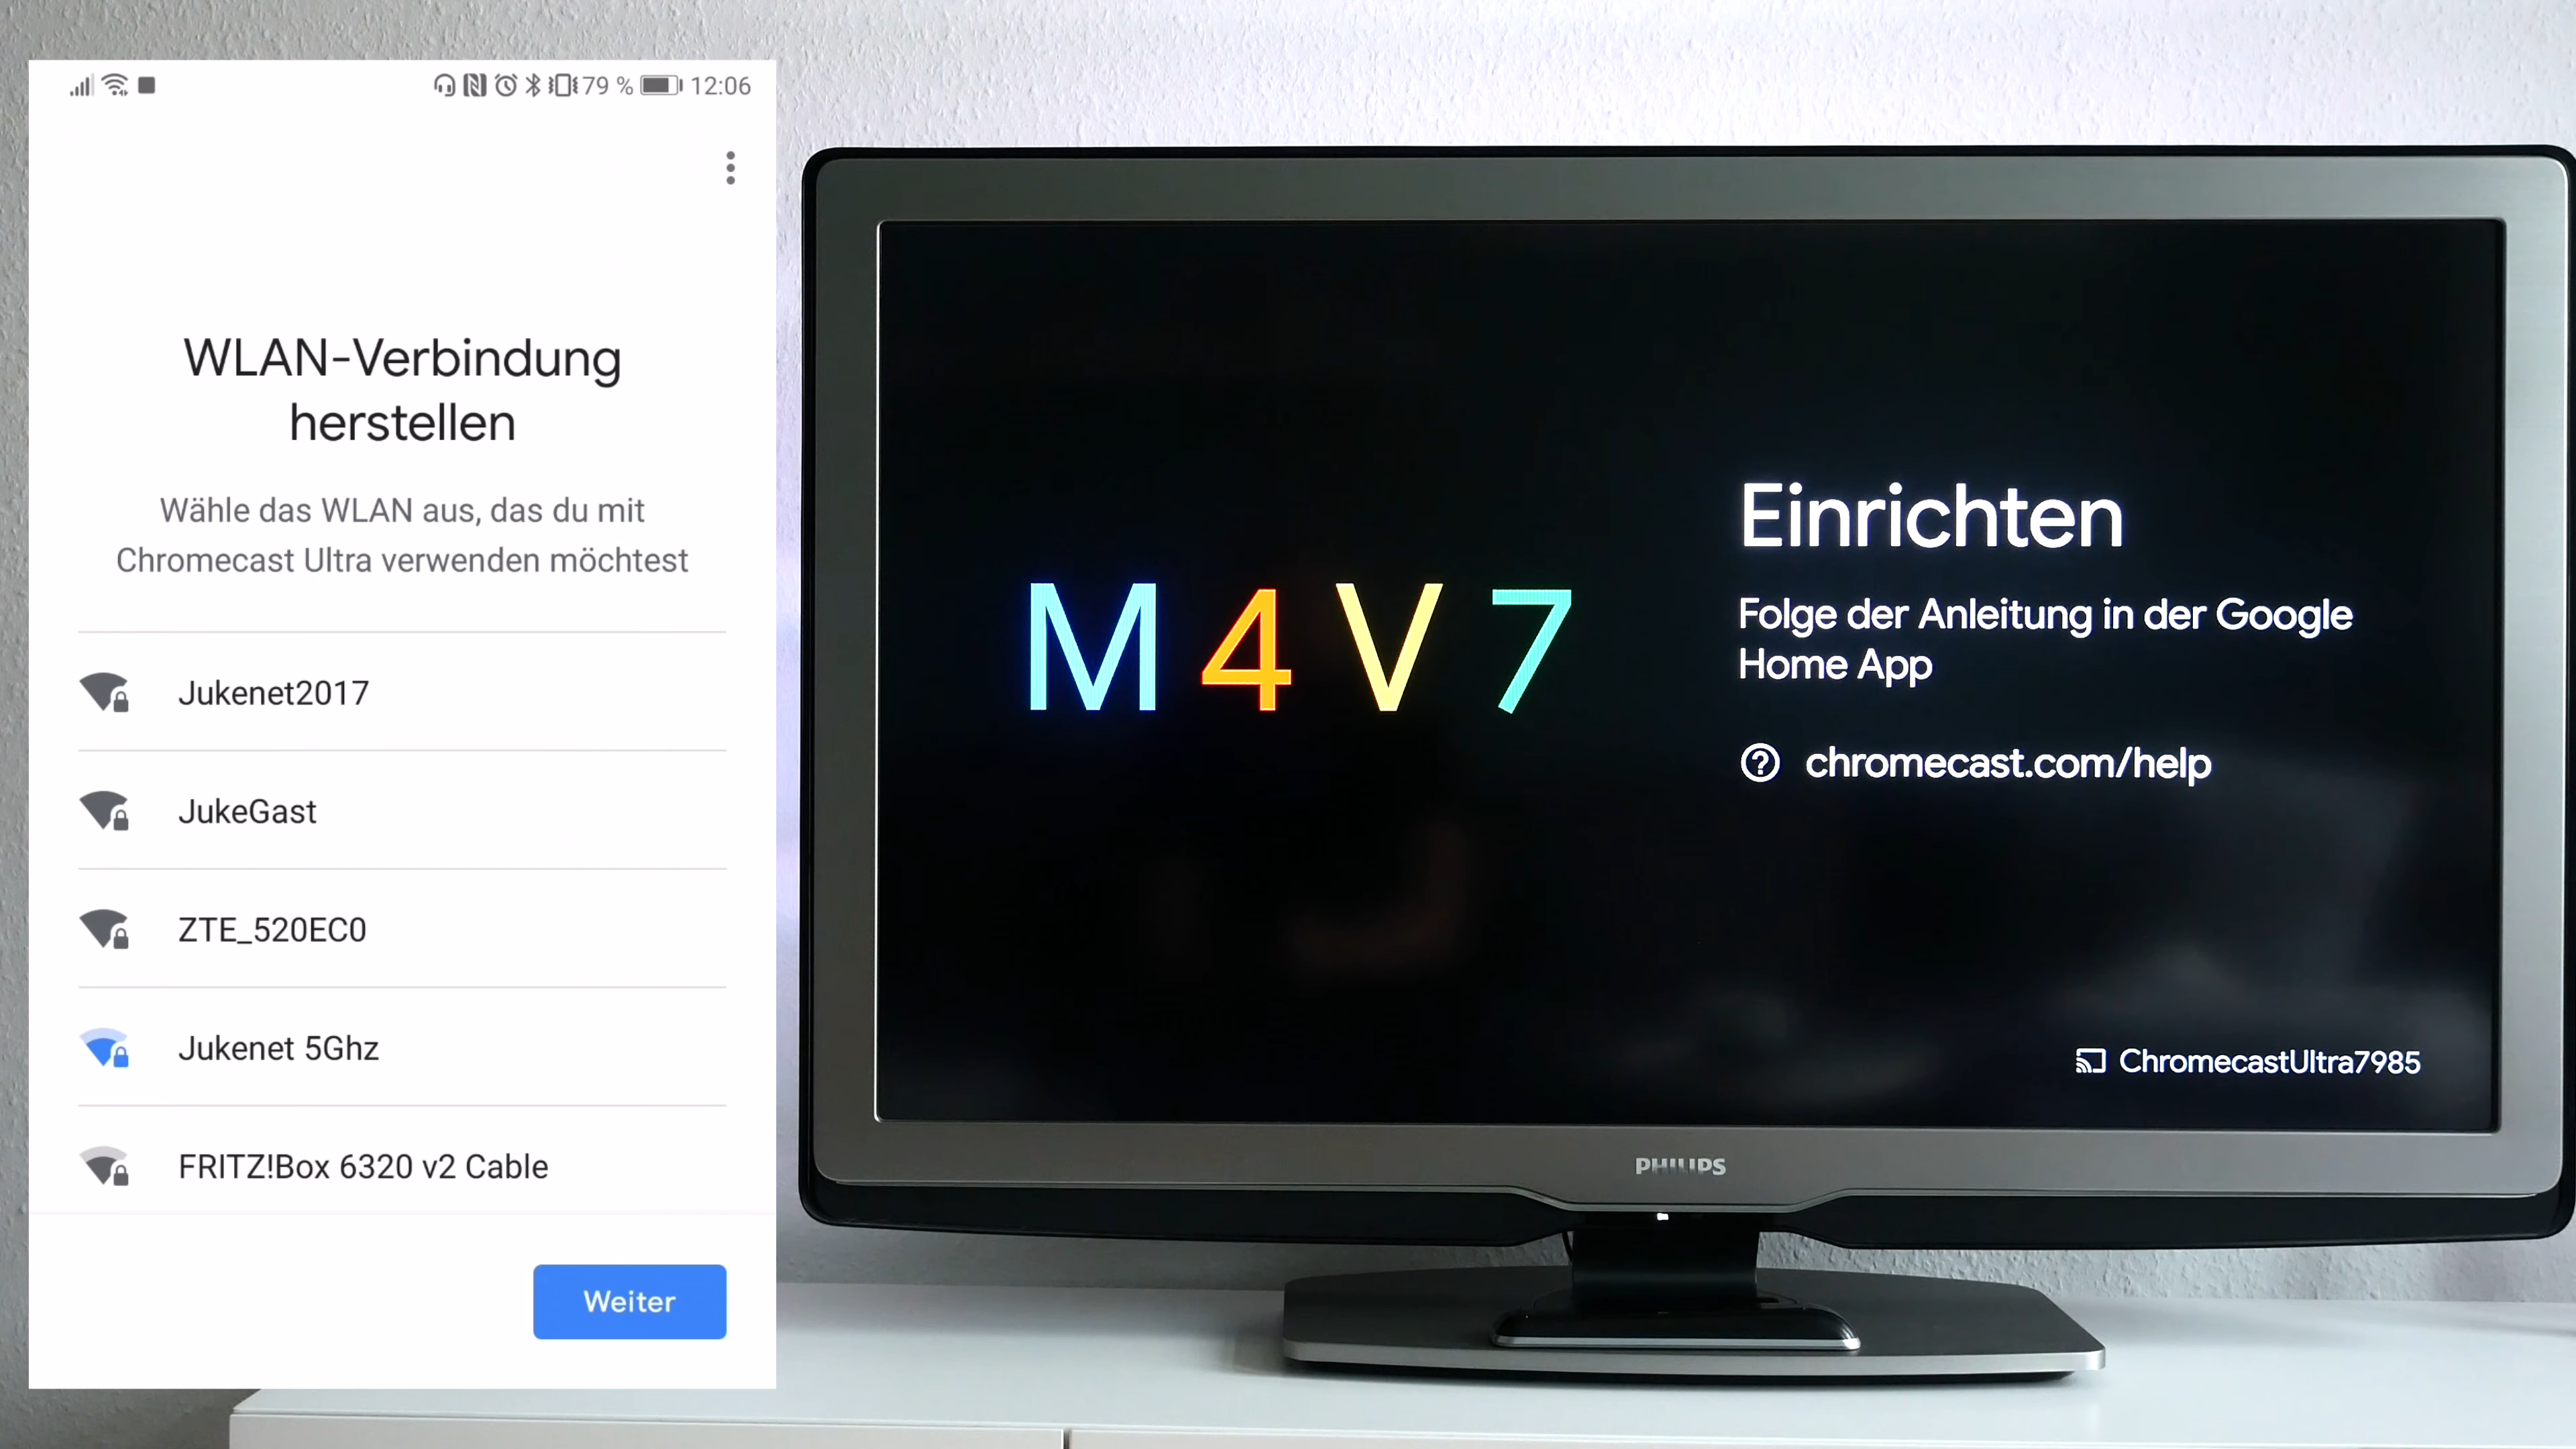 79 % 12:06
WLAN-Verbindung
herstellen
Wähle das WLAN aus, das du mit
Chromecast Ultra verwenden möchtest
Jukenet2017
JukeGast
ZTE_520EC0
Jukenet 5Ghz
FRITZ!Box 6320 v2 Cable
Weiter
M4V7
Einrichten
Folge der Anleitung in der Google
Home App
chromecast.com/help
ChromecastUltra7985
PHILIPS